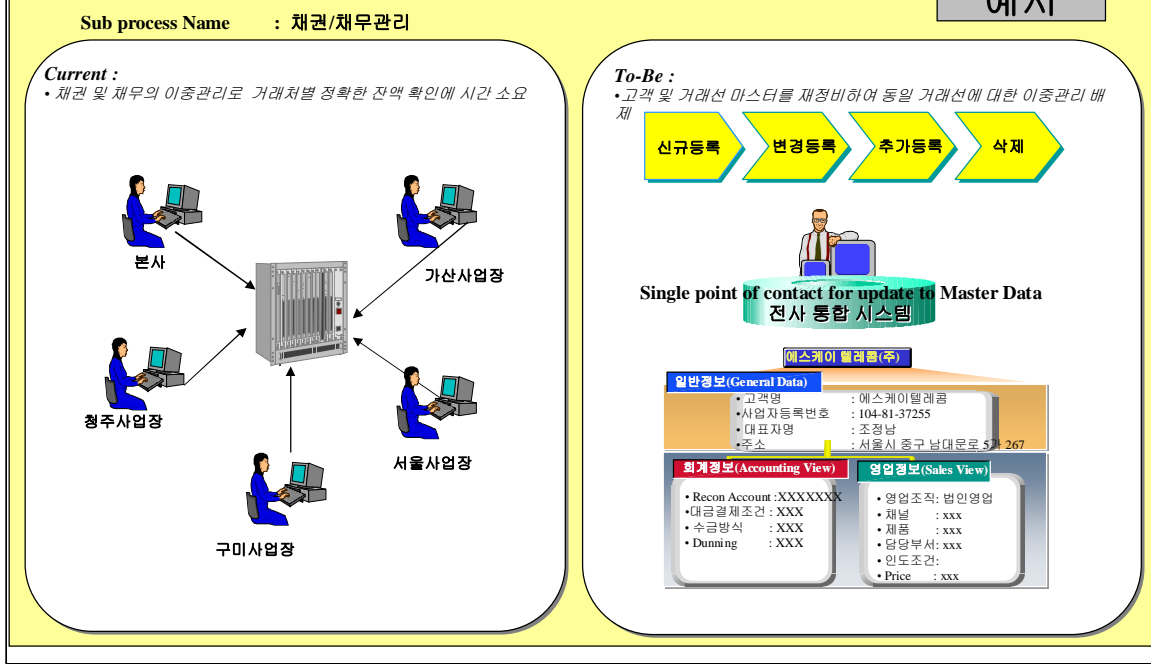 예시
Sub process Name : 채권/채무관리
Current :
• 채권 및 채무의 이중관리로 거래처별 정확한 잔액 확인에 시간 소요
본사
가산사업장
청주사업장
서울사업장
구미사업장
To-Be :
•고객 및 거래선 마스터를 재정비하여 동일 거래선에 대한 이중관리 배
제
신규등록 변경등록 추가등록 삭제
Single point of contact for update to Master Data
전사 통합 시스템
에스케이 텔레콤(주)
일반정보(General Data)
• 고객명 : 에스케이텔레콤
•사업자등록번호 : 104-81-37255
• 대표자명 : 조정남
•주소 : 서울시 중구 남대문로 5가 267
회계정보(Accounting View)
• Recon Account :XXXXXXX
•대금결제조건 : XXX
• 수금방식 : XXX
• Dunning : XXX
영업정보(Sales View)
• 영업조직: 법인영업
• 채널 : xxx
• 제품 : xxx
• 담당부서: xxx
• 인도조건:
• Price : xxx